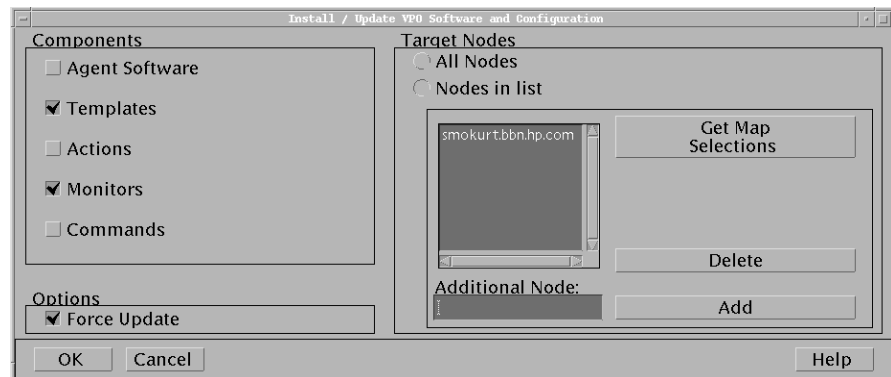 Install / Update VPO Software and Configuration
Components
Agent Software
Templates
Actions
Monitors
Commands
Options
Force Update
Target Nodes
All Nodes
Nodes in list
smokurt.bbn.hp.com
Get Map
Selections
Delete
Additional Node:
Add
OK
Cancel
Help